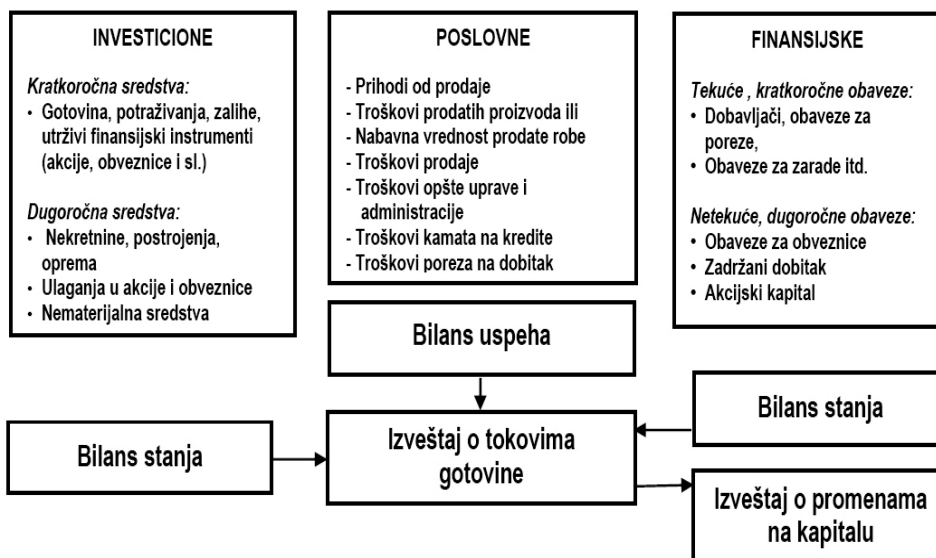 INVESTICIONE
Kratkoročna sredstva:
• Gotovina, potraživanja, zalihe,
utrživi finansijski instrumenti
(akcije, obveznice i sl.)
Dugoročna sredstva:
• Nekretnine, postrojenja,
oprema
• Ulaganja u akcije i obveznice
• Nematerijalna sredstva
POSLOVNE
- Prihodi od prodaje
- Troškovi prodatih proizvoda ili
- Nabavna vrednost prodate robe
- Troškovi prodaje
- Troškovi opšte uprave i
administracije
- Troškovi kamata na kredite
- Troškovi poreza na dobitak
FINANSIJSKE
Tekuće , kratkoročne obaveze:
• Dobavljači, obaveze za
poreze,
• Obaveze za zarade itd.
Netekuće, dugoročne obaveze:
• Obaveze za obveznice
• Zadržani dobitak
• Akcijski kapital
Bilans uspeha
Bilans stanja
Izveštaj o tokovima
gotovine
Bilans stanja
Izveštaj o promenama
na kapitalu